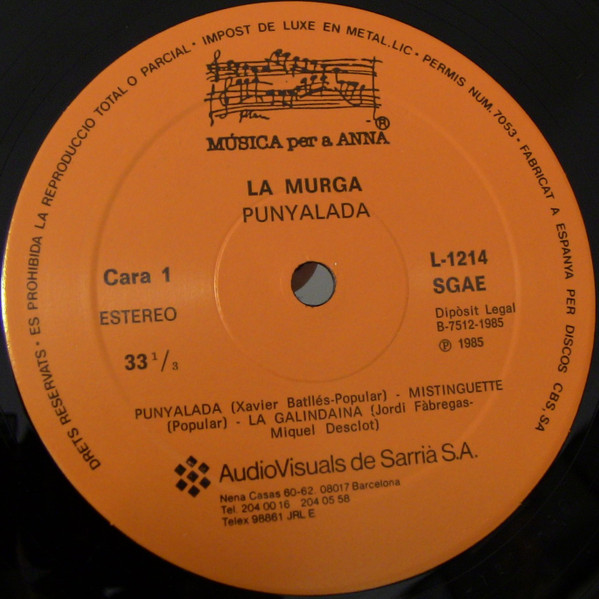 DRETS RESERVATS · ES PROHIBIDA LA REPRODUCCIO TOTAL O PARCIAL · IMPOST DE LUXE EN METAL.LIC · PERMIS NUM.7053 · FABRICAT A ESPANYA PER DISCOS CBS,SA
MÚSICA per a ANNA ®
LA MURGA
PUNYALADA
Cara 1
ESTEREO
33 1/3
L-1214
SGAE
Dipòsit Legal
B-7512-1985
℗ 1985
PUNYALADA (Xavier Batllés-Popular) - MISTINGUETTE
(Popular) - LA GALINDAINA (Jordi Fàbregas-
Miquel Desclot)
AudioVisuals de Sarrià S.A.
Nena Casas 60-62. 08017 Barcelona
Tel. 204 00 16 204 05 58
Telex 98861 JRL E